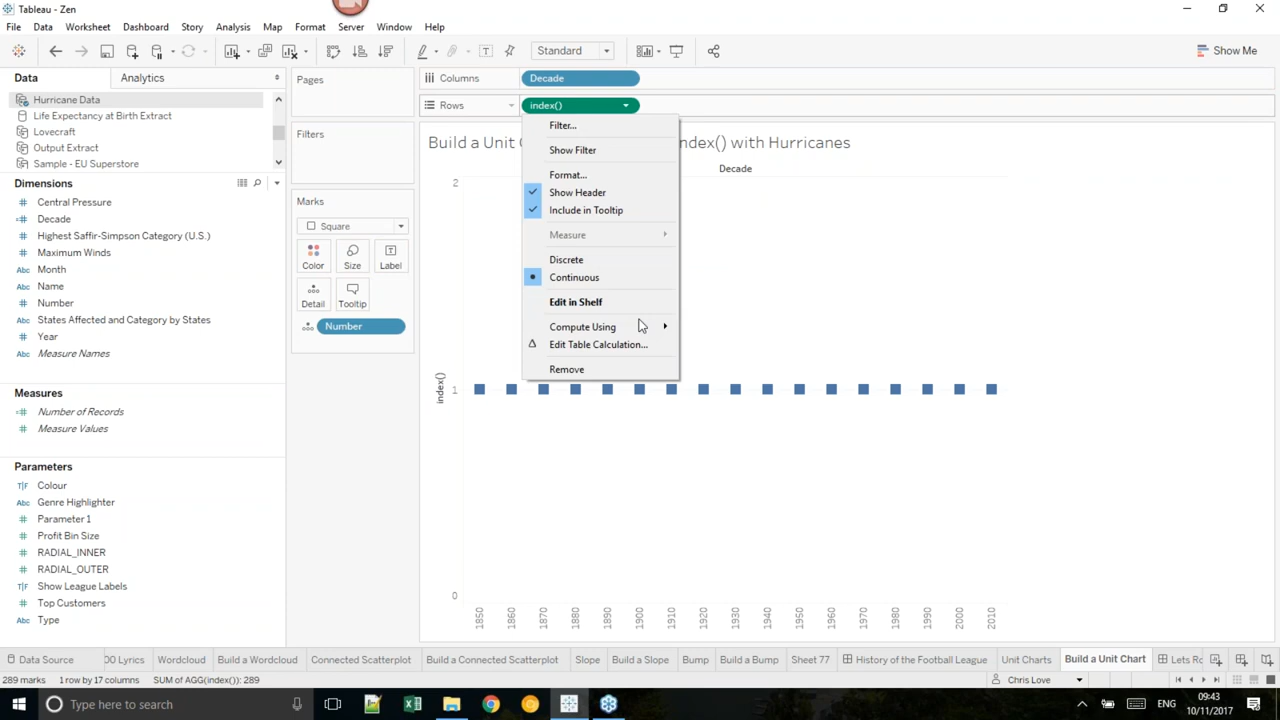 Tableau - Zen
File Data Worksheet Dashboard Story Analysis Map Format Server Window Help
Standard
Show Me
Data Analytics
Hurricane Data
Life Expectancy at Birth Extract
Lovecraft
Output Extract
Sample - EU Superstore
Dimensions
Central Pressure
Decade
Highest Saffir-Simpson Category (U.S.)
Maximum Winds
Abc Month
Abc Name
Number
Abc States Affected and Category by States
Year
Abc Measure Names
Measures
Number of Records
Measure Values
Parameters
T|F Colour
Abc Genre Highlighter
Parameter 1
Profit Bin Size
RADIAL_INNER
RADIAL_OUTER
T|F Show League Labels
Top Customers
Abc Type
Pages
Filters
Marks
Square
Color Size Label
Detail Tooltip
Number
Columns Decade
Rows index()
Build a Unit C ndex() with Hurricanes
Decade
Filter...
Show Filter
Format...
Show Header
Include in Tooltip
Measure
Discrete
Continuous
Edit in Shelf
Compute Using
Edit Table Calculation...
Remove
index()
2
1
0
1850 1860 1870 1880 1890 1900 1910 1920 1930 1940 1950 1960 1970 1980 1990 2000 2010
Data Source 00 Lyrics Wordcloud Build a Wordcloud Connected Scatterplot Build a Connected Scatterplot Slope Build a Slope Bump Build a Bump Sheet 77 History of the Football League Unit Charts Build a Unit Chart Lets Ro
289 marks 1 row by 17 columns SUM of AGG(index()): 289 Chris Love
Type here to search
ENG
09:43
10/11/2017